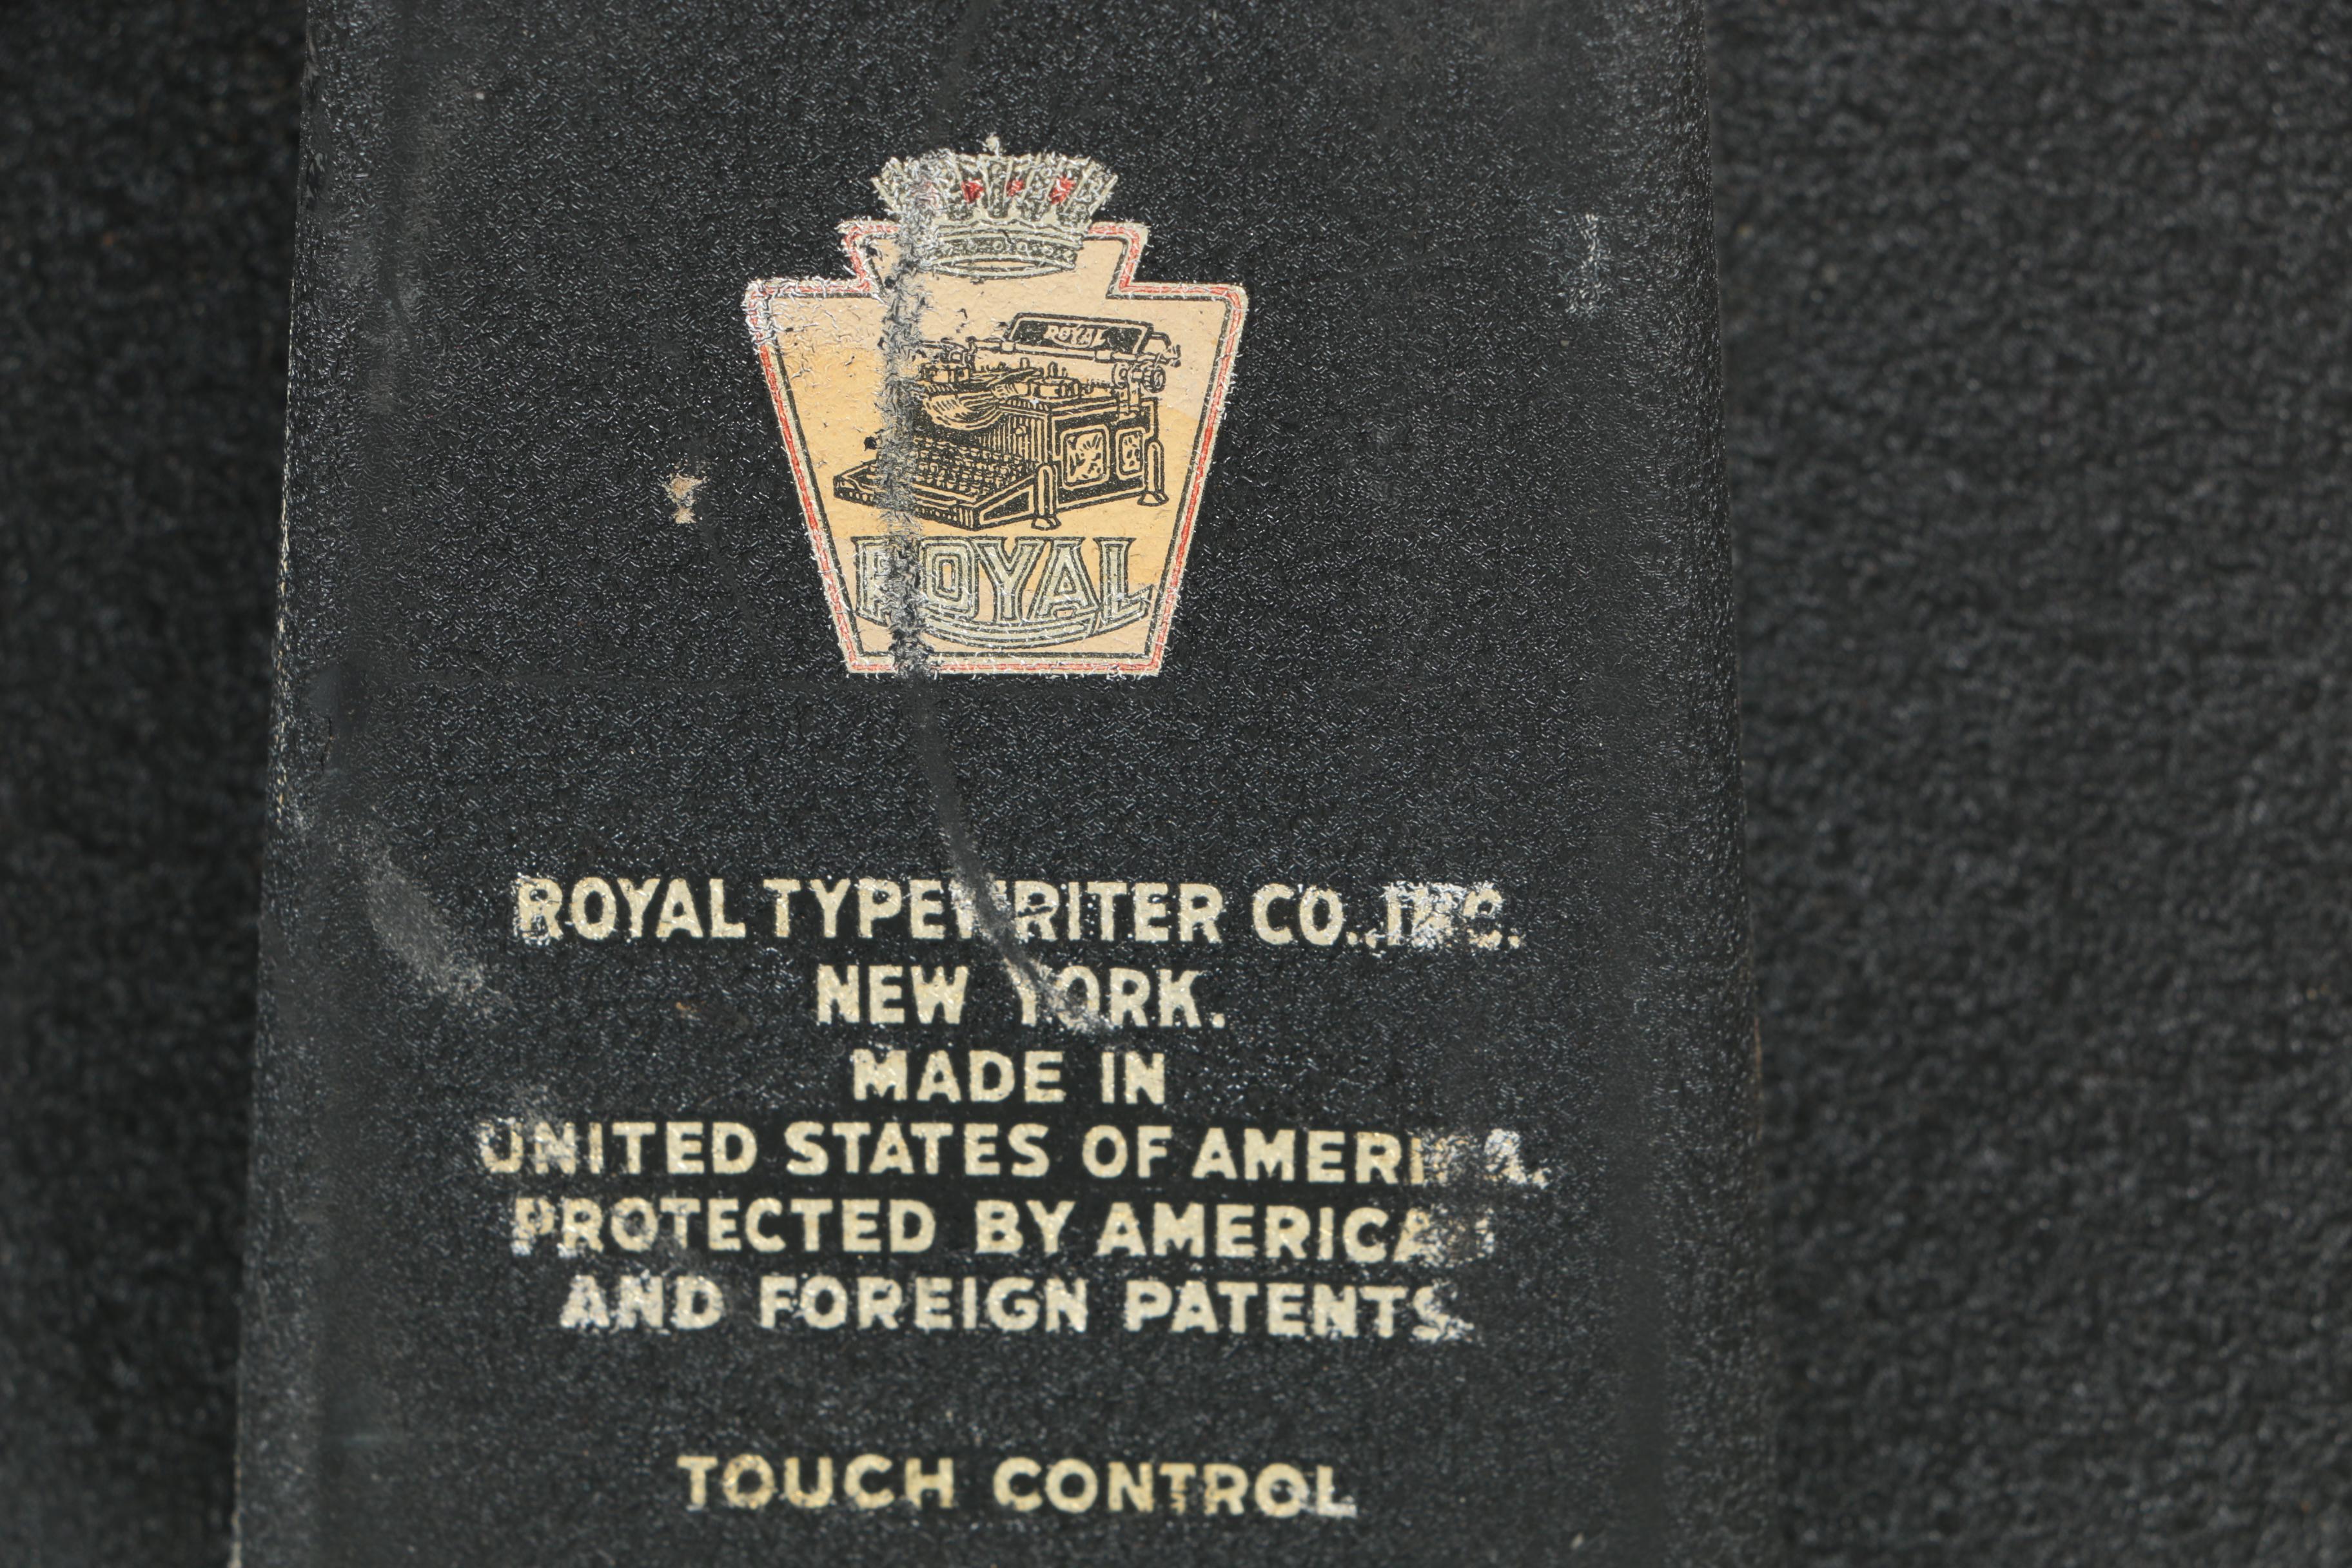 ROYAL
ROYAL
ROYAL TYPEWRITER CO., INC.
NEW YORK.
MADE IN
UNITED STATES OF AMERICA.
PROTECTED BY AMERICAN
AND FOREIGN PATENTS.
TOUCH CONTROL